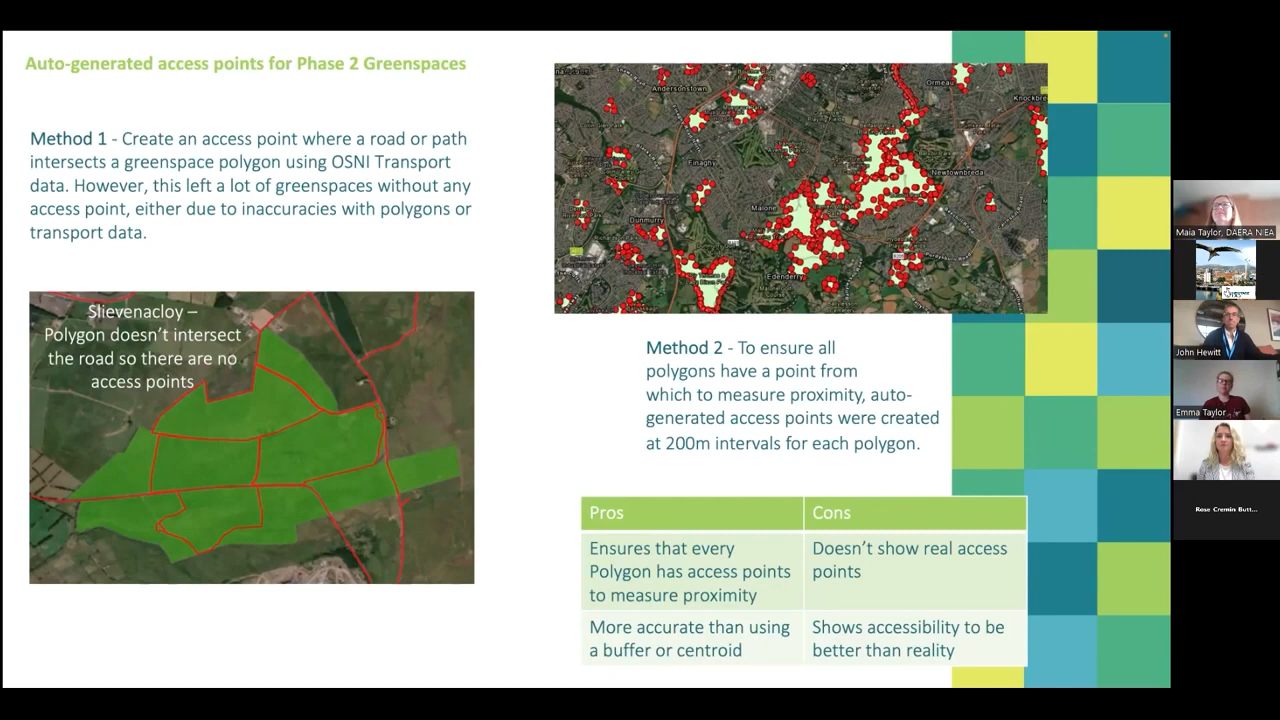 Auto-generated access points for Phase 2 Greenspaces
Method 1 - Create an access point where a road or path
intersects a greenspace polygon using OSNI Transport
data. However, this left a lot of greenspaces without any
access point, either due to inaccuracies with polygons or
transport data.
Slievenacloy –
Polygon doesn't intersect
the road so there are no
access points
Andersonstown
Ormeau
Knockbre
Finaghy
Newtownbreda
Malone
Dunmurry
Edenderry
Method 2 - To ensure all
polygons have a point from
which to measure proximity, auto-
generated access points were created
at 200m intervals for each polygon.
Pros
Cons
Ensures that every
Polygon has access points
to measure proximity
Doesn't show real access
points
More accurate than using
a buffer or centroid
Shows accessibility to be
better than reality
Maia Taylor, DAERA NIEA
John Hewitt
Emma Taylor
Rose Cremin Butt...